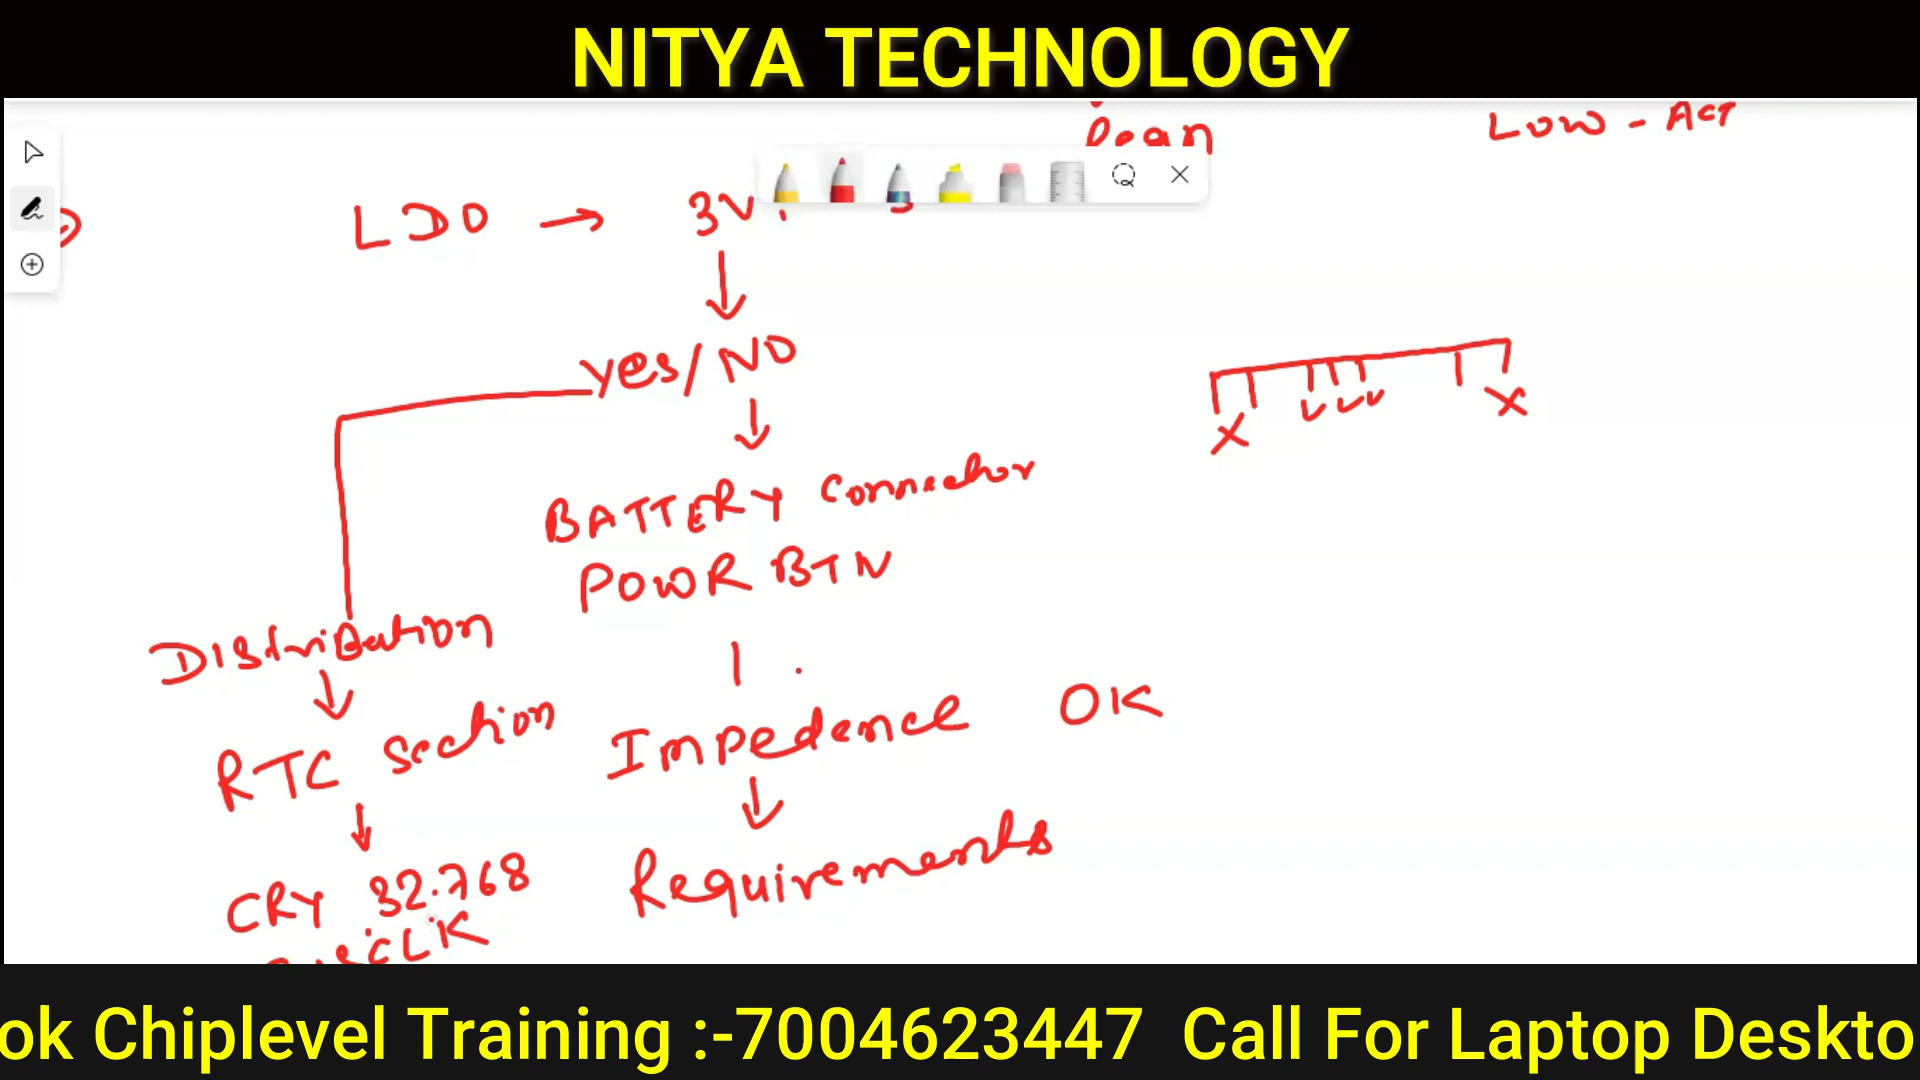 NITYA TECHNOLOGY
LOW - ACT
LDO → 3V
Yes/NO
BATTERY Connector
POWR BTN
DIStriBution
Impedence OK
RTC Section
Requirements
CRY 32.768
CLK
ok Chiplevel Training :-7004623447 Call For Laptop Deskto